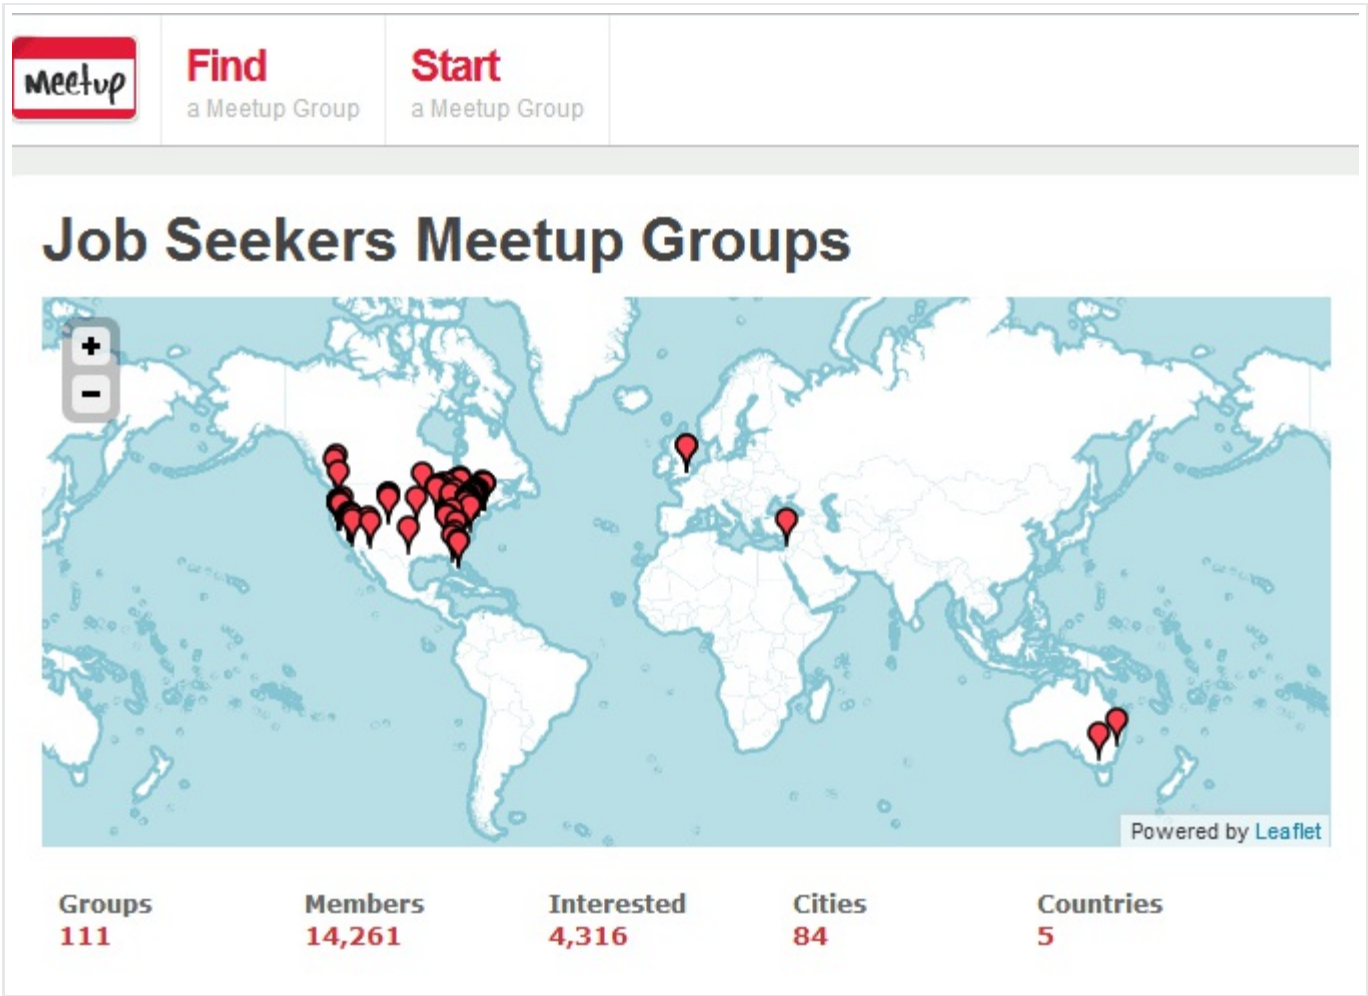 Meetup
Find
a Meetup Group
Start
a Meetup Group
Job Seekers Meetup Groups
+
-
Powered by Leaflet
Groups
111
Members
14,261
Interested
4,316
Cities
84
Countries
5